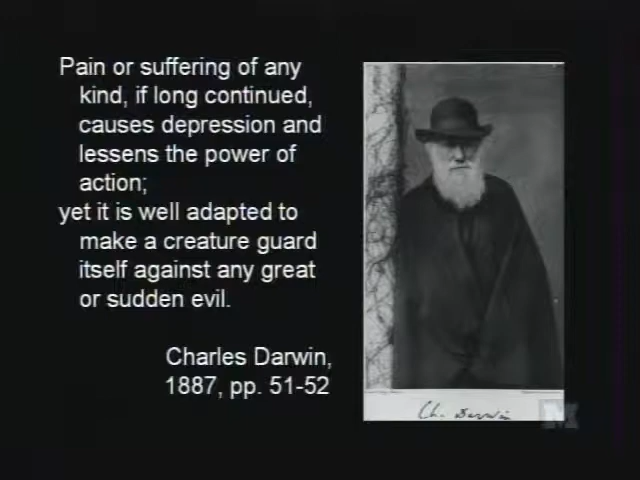 Pain or suffering of any
kind, if long continued,
causes depression and
lessens the power of
action;
yet it is well adapted to
make a creature guard
itself against any great
or sudden evil.
Charles Darwin,
1887, pp. 51-52
Ch. Darwin
M